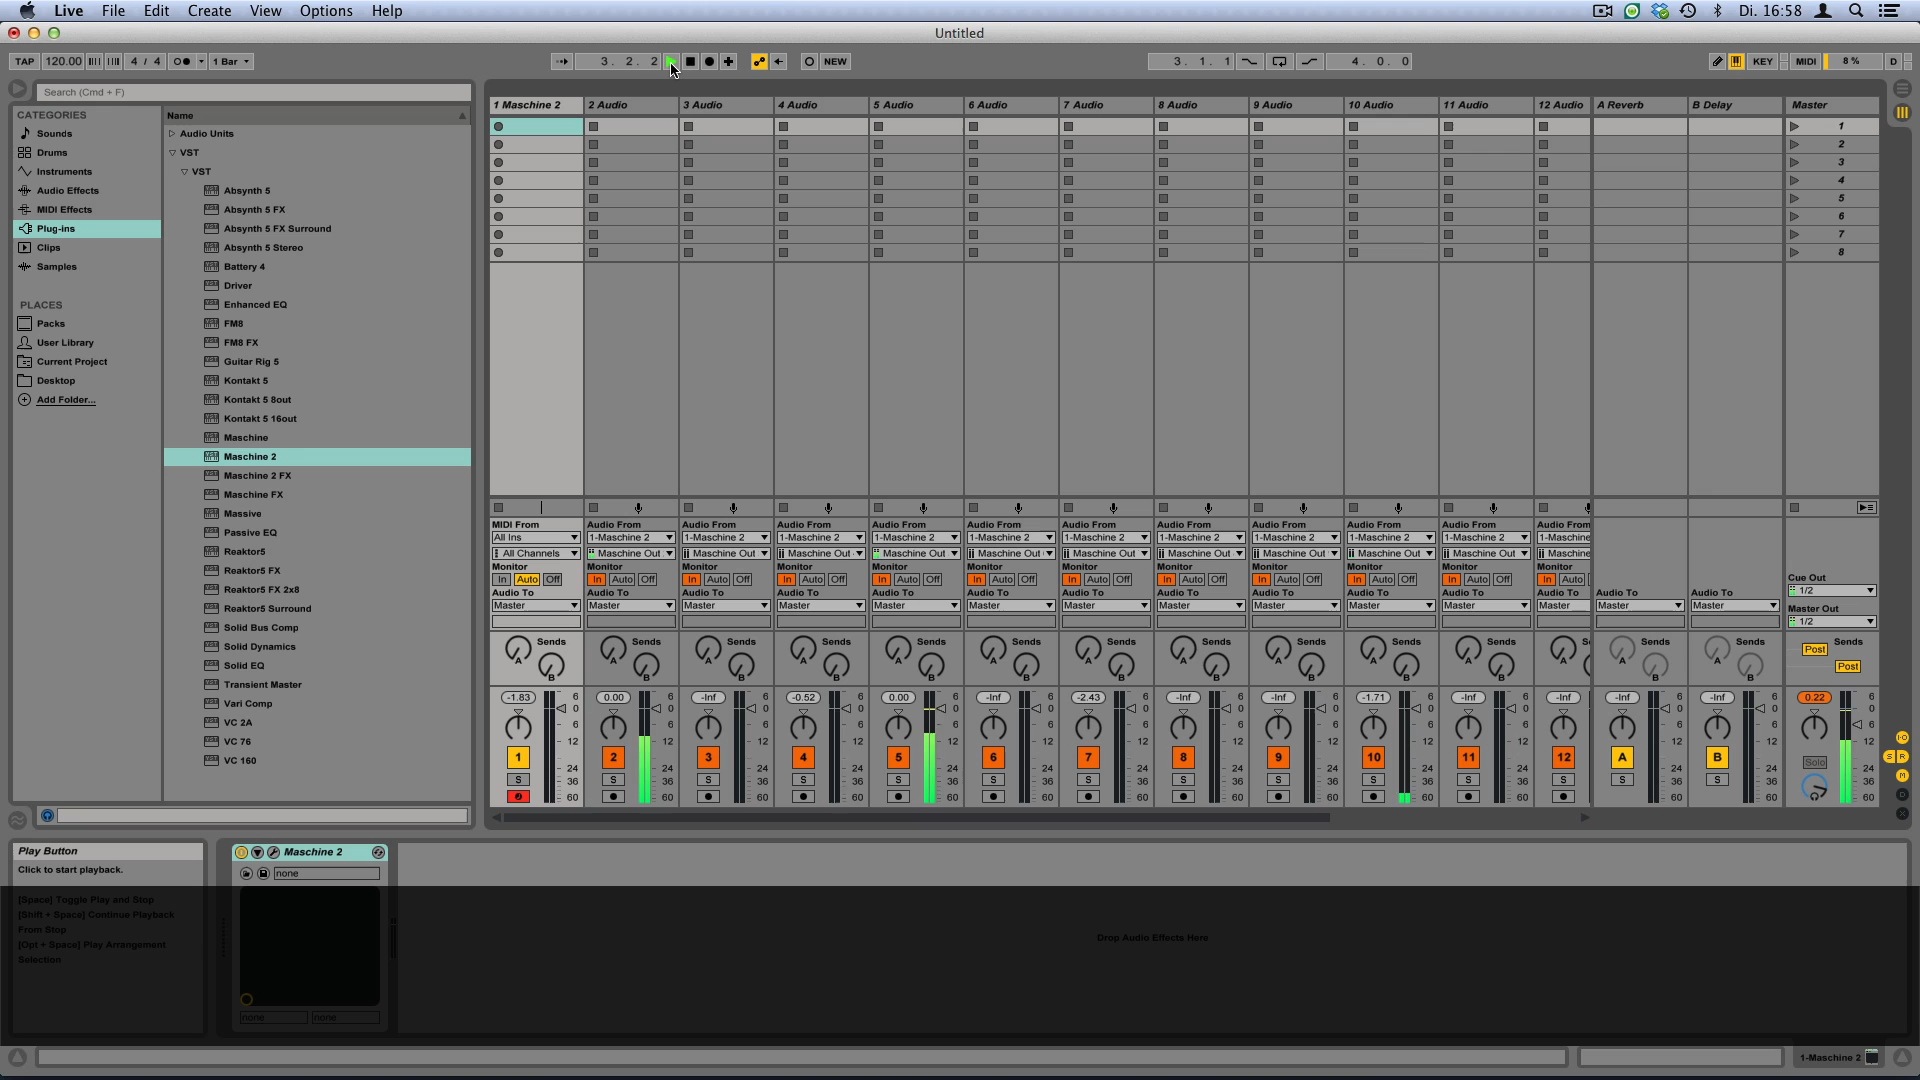 Live File Edit Create View Options Help Di. 16:58
Untitled
TAP 120.00 4 / 4 1 Bar 3. 2. 2 NEW 3. 1. 1 4. 0. 0 KEY MIDI 8 % D
Search (Cmd + F)
CATEGORIES
Sounds
Drums
Instruments
Audio Effects
MIDI Effects
Plug-ins
Clips
Samples
PLACES
Packs
User Library
Current Project
Desktop
Add Folder...
Name
Audio Units
VST
VST
Absynth 5
Absynth 5 FX
Absynth 5 FX Surround
Absynth 5 Stereo
Battery 4
Driver
Enhanced EQ
FM8
FM8 FX
Guitar Rig 5
Kontakt 5
Kontakt 5 8out
Kontakt 5 16out
Maschine
Maschine 2
Maschine 2 FX
Maschine FX
Massive
Passive EQ
Reaktor5
Reaktor5 FX
Reaktor5 FX 2x8
Reaktor5 Surround
Solid Bus Comp
Solid Dynamics
Solid EQ
Transient Master
Vari Comp
VC 2A
VC 76
VC 160
1 Maschine 2 2 Audio 3 Audio 4 Audio 5 Audio 6 Audio 7 Audio 8 Audio 9 Audio 10 Audio 11 Audio 12 Audio A Reverb B Delay Master
1
2
3
4
5
6
7
8
MIDI From Audio From Audio From Audio From Audio From Audio From Audio From Audio From Audio From Audio From Audio From Audio From
All Ins 1-Maschine 2 1-Maschine 2 1-Maschine 2 1-Maschine 2 1-Maschine 2 1-Maschine 2 1-Maschine 2 1-Maschine 2 1-Maschine 2 1-Maschine 2 1-Maschine
All Channels Maschine Out Maschine Out Maschine Out Maschine Out Maschine Out Maschine Out Maschine Out Maschine Out Maschine Out Maschine Out Maschine
Monitor Monitor Monitor Monitor Monitor Monitor Monitor Monitor Monitor Monitor Monitor Monitor
In Auto Off In Auto Off In Auto Off In Auto Off In Auto Off In Auto Off In Auto Off In Auto Off In Auto Off In Auto Off In Auto Off In Auto
Cue Out
1/2
Audio To Audio To Audio To Audio To Audio To Audio To Audio To Audio To Audio To Audio To Audio To Audio To Audio To Audio To
Master Master Master Master Master Master Master Master Master Master Master Master Master Master
Master Out
1/2
Sends Sends Sends Sends Sends Sends Sends Sends Sends Sends Sends S Sends Sends Sends
A A A A A A A A A A A A A A Post
B B B B B B B B B B B B B Post
-1.83 0.00 -Inf -0.52 0.00 -Inf -2.43 -Inf -Inf -1.71 -Inf -Inf -Inf -Inf 0.22
6 0 6 12 24 36 60
1 2 3 4 5 6 7 8 9 10 11 12 A B Solo
S S S S S S S S S S S S S S
Play Button
Click to start playback.
[Space] Toggle Play and Stop
[Shift + Space] Continue Playback
From Stop
[Opt + Space] Play Arrangement
Selection
Maschine 2
none
none none
Drop Audio Effects Here
1-Maschine 2